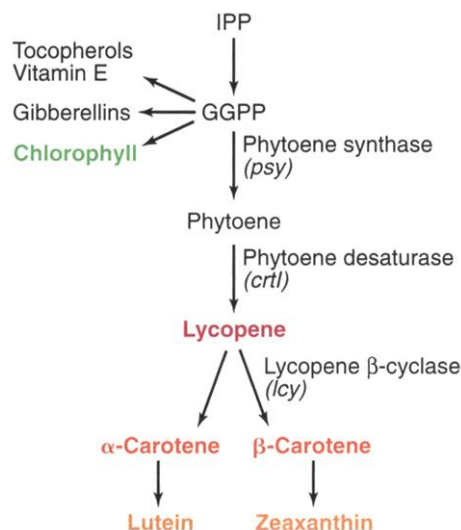 IPP
Tocopherols
Vitamin E
Gibberellins
GGPP
Chlorophyll
Phytoene synthase
(psy)
Phytoene
Phytoene desaturase
(crtI)
Lycopene
Lycopene β-cyclase
(lcy)
α-Carotene
β-Carotene
Lutein
Zeaxanthin